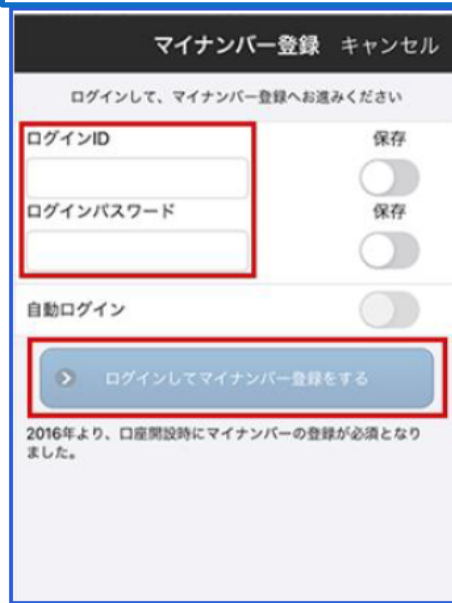 マイナンバー登録 キャンセル
ログインして、マイナンバー登録へお進みください
ログインID 保存
ログインパスワード 保存
自動ログイン
ログインしてマイナンバー登録をする
2016年より、口座開設時にマイナンバーの登録が必須となり
ました。